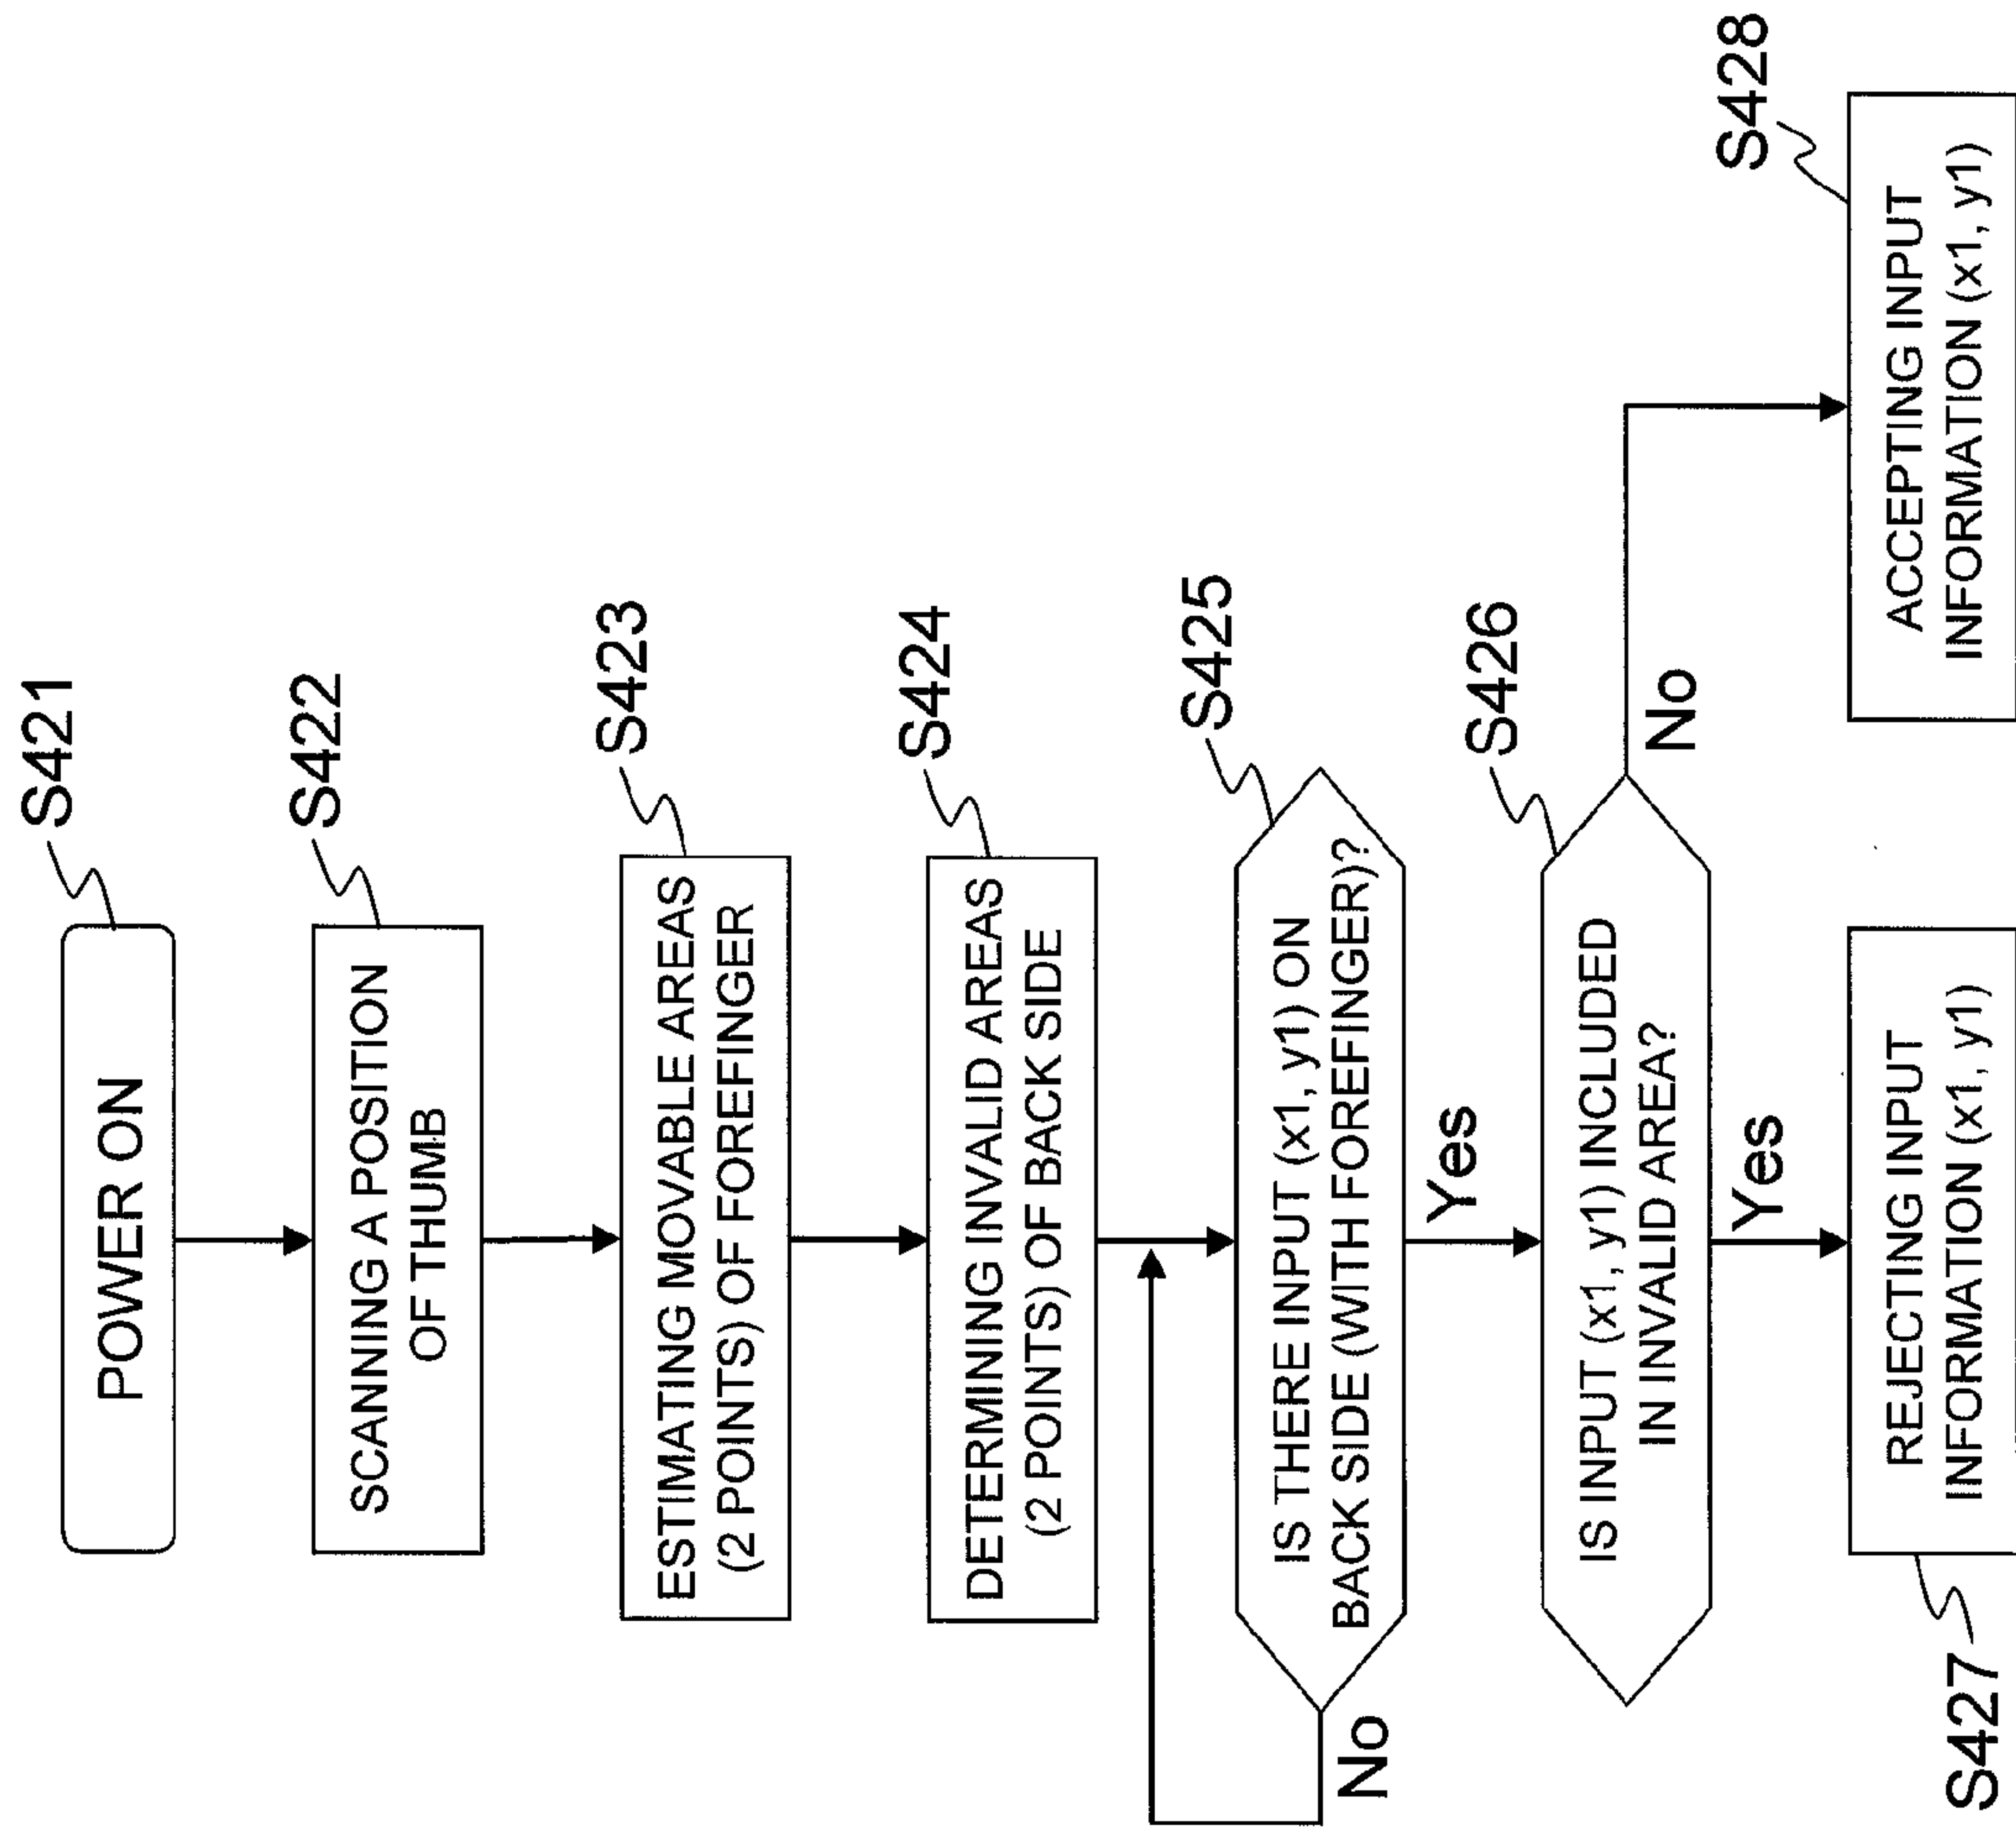 S421
POWER ON
S422
SCANNING A POSITION
OF THUMB
S423
ESTIMATING MOVABLE AREAS
(2 POINTS) OF FOREFINGER
S424
DETERMINING INVALID AREAS
(2 POINTS) OF BACK SIDE
S425
IS THERE INPUT (x1, y1) ON
BACK SIDE (WITH FOREFINGER)?
No
Yes
S426
IS INPUT (x1, y1) INCLUDED
IN INVALID AREA?
No
Yes
S427
REJECTING INPUT
INFORMATION (x1, y1)
S428
ACCEPTING INPUT
INFORMATION (x1, y1)